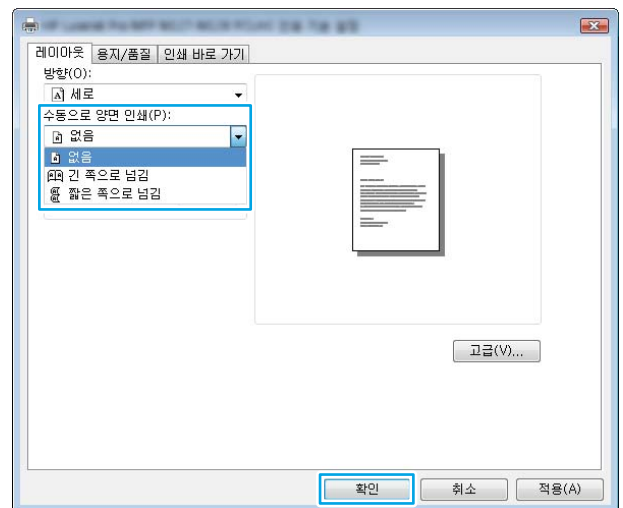 레이아웃 용지/품질 인쇄 바로 가기
방향(O):
세로
수동으로 양면 인쇄(P):
없음
없음
긴 쪽으로 넘김
짧은 쪽으로 넘김
고급(V)...
확인 취소 적용(A)